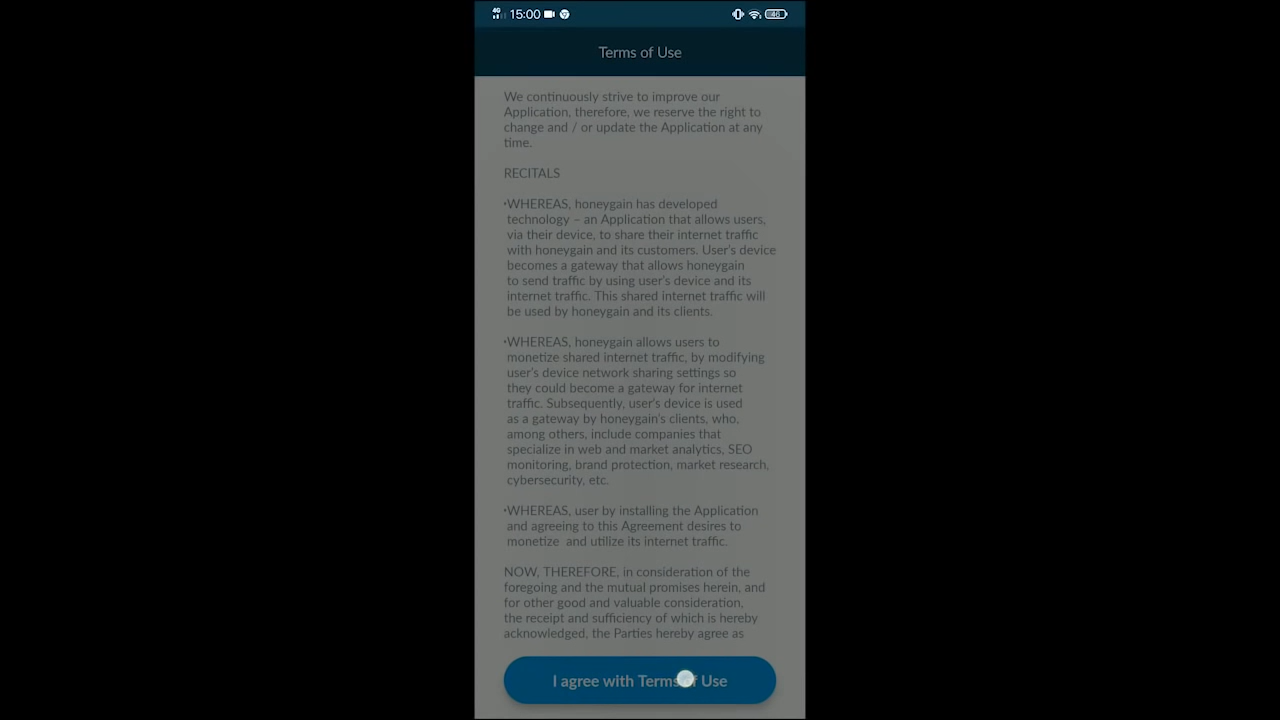 4G 15:00 46
Terms of Use
We continuously strive to improve our
Application, therefore, we reserve the right to
change and / or update the Application at any
time.
RECITALS
•WHEREAS, honeygain has developed
technology – an Application that allows users,
via their device, to share their internet traffic
with honeygain and its customers. User's device
becomes a gateway that allows honeygain
to send traffic by using user's device and its
internet traffic. This shared internet traffic will
be used by honeygain and its clients.
•WHEREAS, honeygain allows users to
monetize shared internet traffic, by modifying
user's device network sharing settings so
they could become a gateway for internet
traffic. Subsequently, user's device is used
as a gateway by honeygain's clients, who,
among others, include companies that
specialize in web and market analytics, SEO
monitoring, brand protection, market research,
cybersecurity, etc.
•WHEREAS, user by installing the Application
and agreeing to this Agreement desires to
monetize and utilize its internet traffic.
NOW, THEREFORE, in consideration of the
foregoing and the mutual promises herein, and
for other good and valuable consideration,
the receipt and sufficiency of which is hereby
acknowledged, the Parties hereby agree as
I agree with Terms of Use